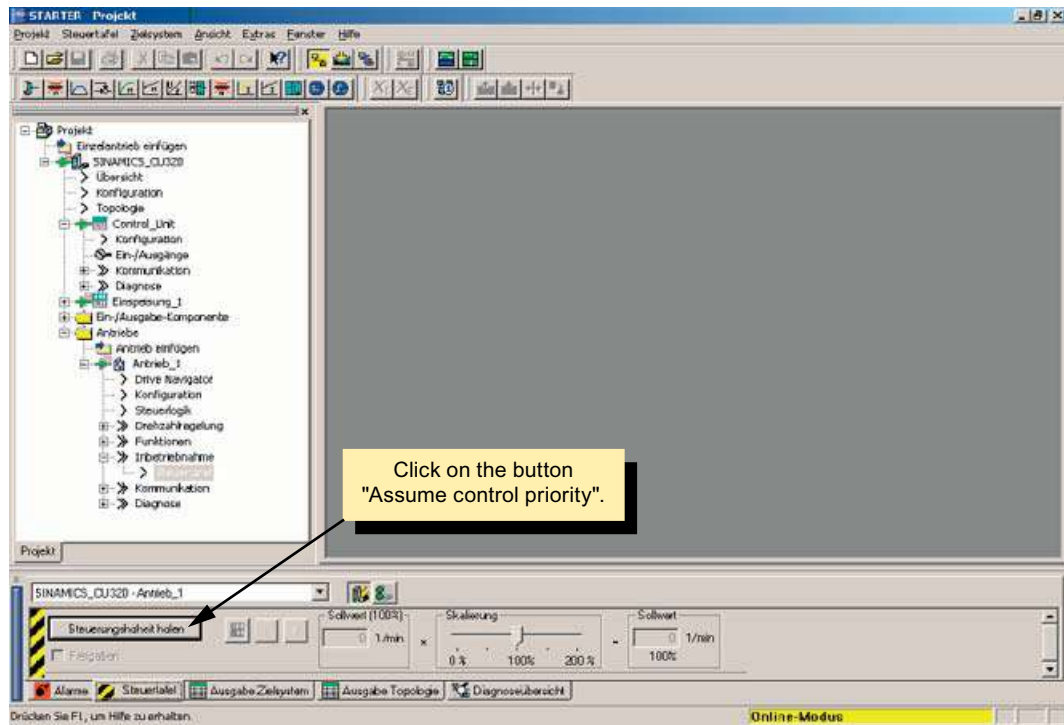 STARTER Projekt
Projekt Steuertafel Zielsystem Ansicht Extras Fenster Hilfe
Projekt
Einzelantrieb einfügen
SINAMICS_CU320
Übersicht
Konfiguration
Topologie
Control_Unit
Konfiguration
Ein-/Ausgänge
Kommunikation
Diagnose
Einspeisung_1
Ein-/Ausgabe-Komponente
Antriebe
Antrieb einfügen
Antrieb_1
Drive Navigator
Konfiguration
Steuerlogik
Drehzahlregelung
Funktionen
Inbetriebnahme
Kommunikation
Diagnose
Click on the button
"Assume control priority".
Projekt
SINAMICS_CU320 - Antrieb_1
Steuerungshoheit holen
Freigaben
Sollwert (100%)
0 1/min
×
Skalierung
0 % 100% 200 %
Sollwert
0 1/min
100%
Alarme Steuertafel Ausgabe Zielsystem Ausgabe Topologie Diagnoseübersicht
Drücken Sie F1, um Hilfe zu erhalten. Online-Modus